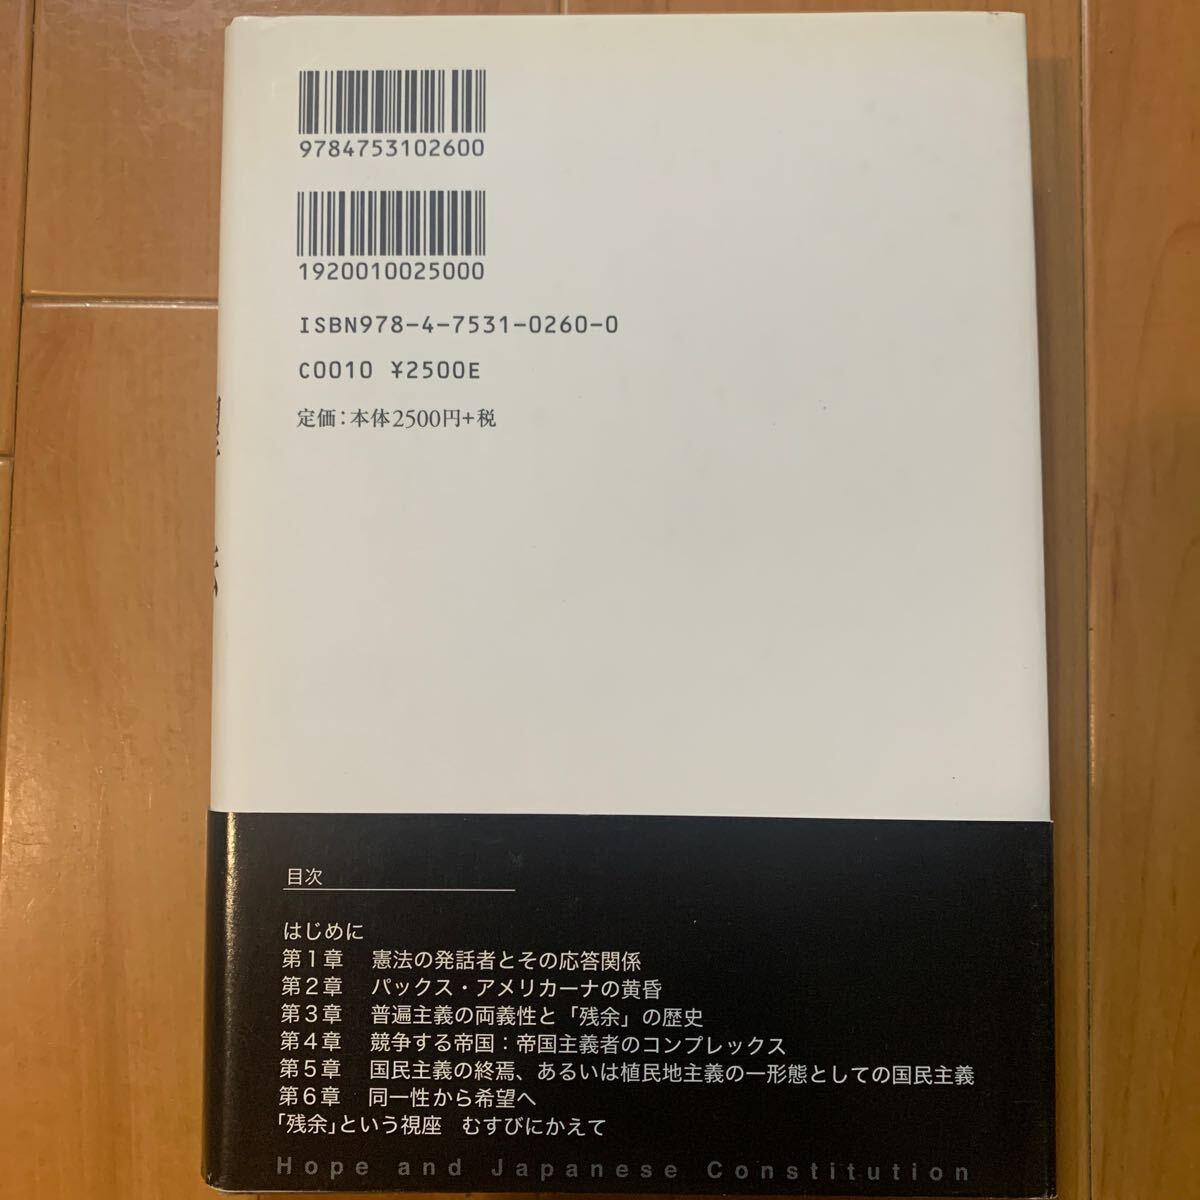 9784753102600
1920010025000
ISBN978-4-7531-0260-0
C0010 ¥2500E
定価：本体2500円+税
目次
はじめに
第1章 憲法の発話者とその応答関係
第2章 パックス・アメリカーナの黄昏
第3章 普遍主義の両義性と「残余」の歴史
第4章 競争する帝国：帝国主義者のコンプレックス
第5章 国民主義の終焉、あるいは植民地主義の一形態としての国民主義
第6章 同一性から希望へ
「残余」という視座 むすびにかえて
Hope and Japanese Constitution